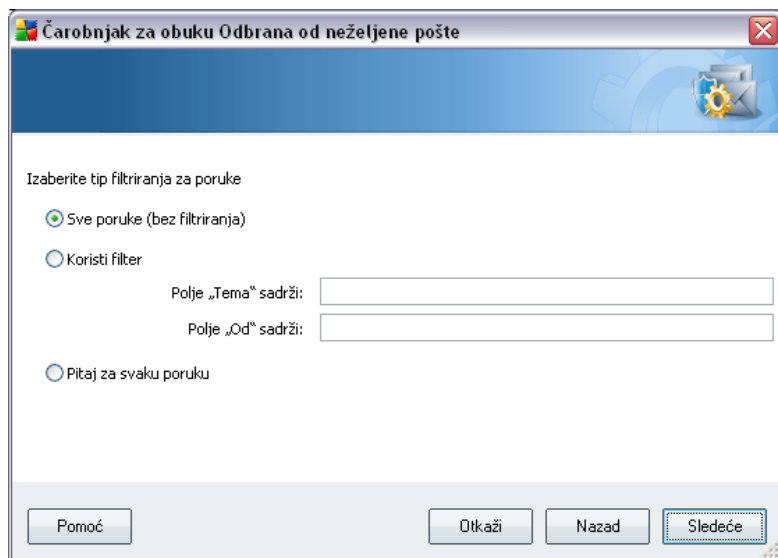 Čarobnjak za obuku Odbrana od neželjene pošte
Izaberite tip filtriranja za poruke
Sve poruke (bez filtriranja)
Koristi filter
Polje „Tema“ sadrži:
Polje „Od“ sadrži:
Pitaj za svaku poruku
Pomoć
Otkaži
Nazad
Sledeće